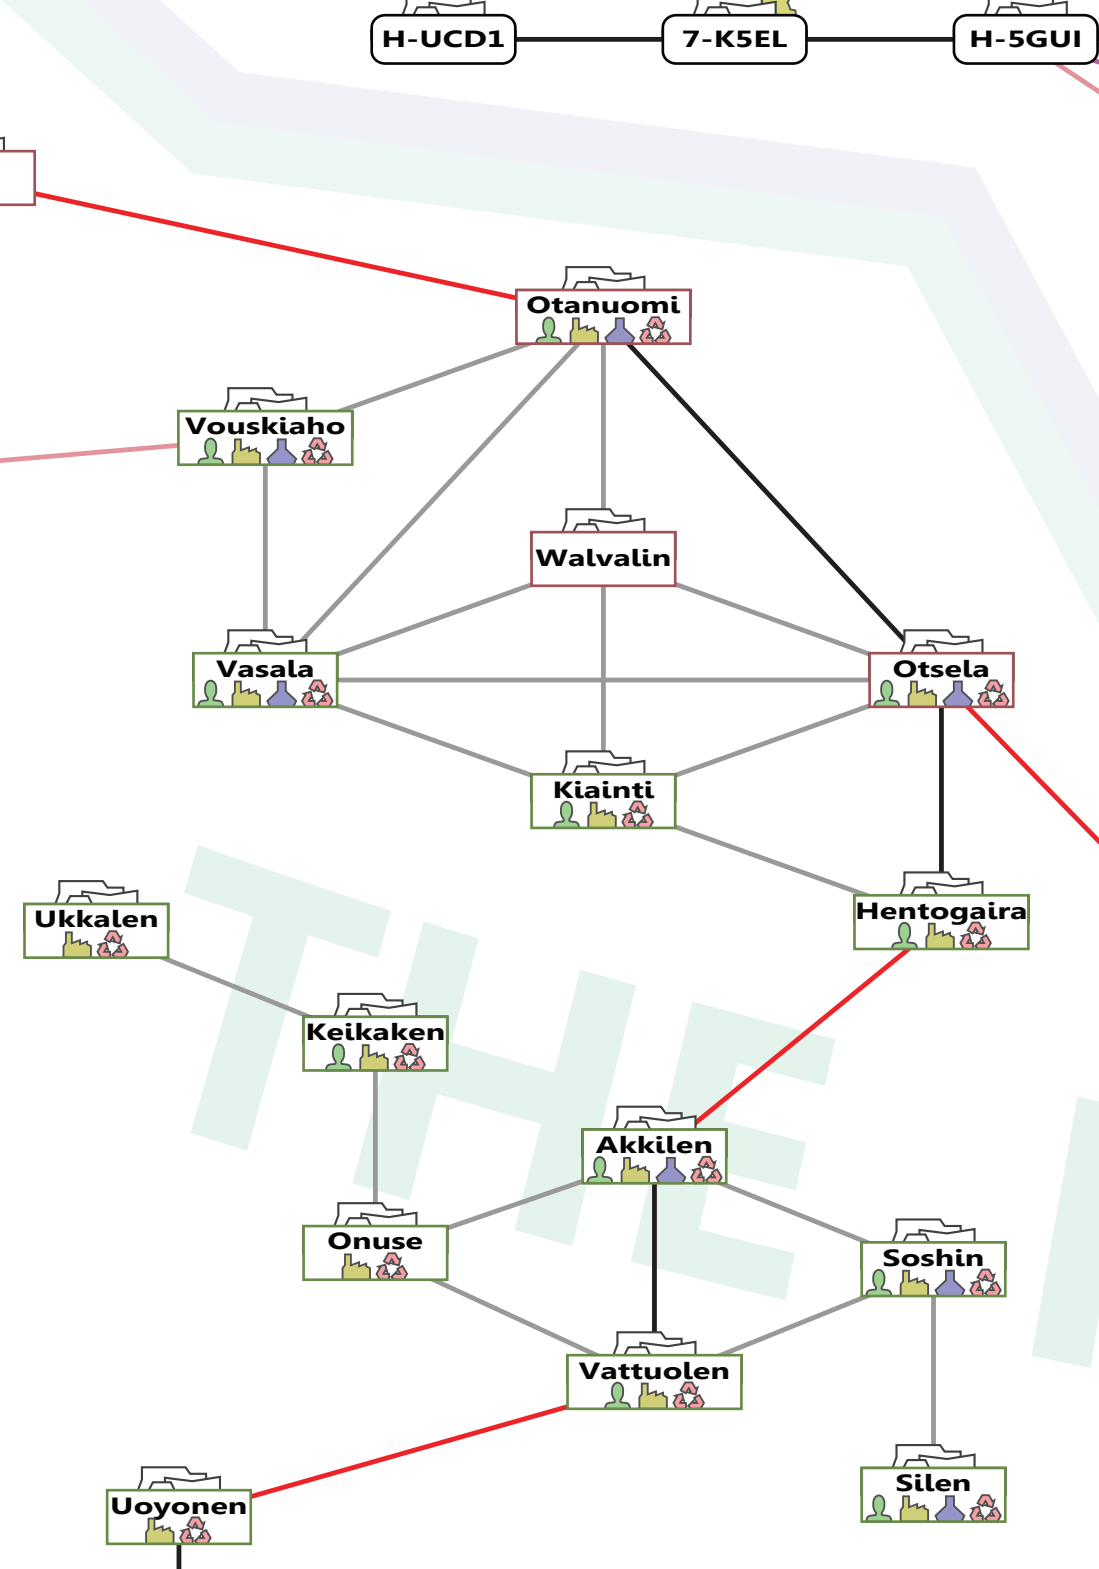 H-UCD1
7-K5EL
H-5GUI
Otanuomi
Vouskiaho
Walvalin
Vasala
Otsela
Kiainti
Hentogaira
Ukkalen
Keikaken
Akkilen
Onuse
Soshin
Vattuolen
Silen
Uoyonen
THE